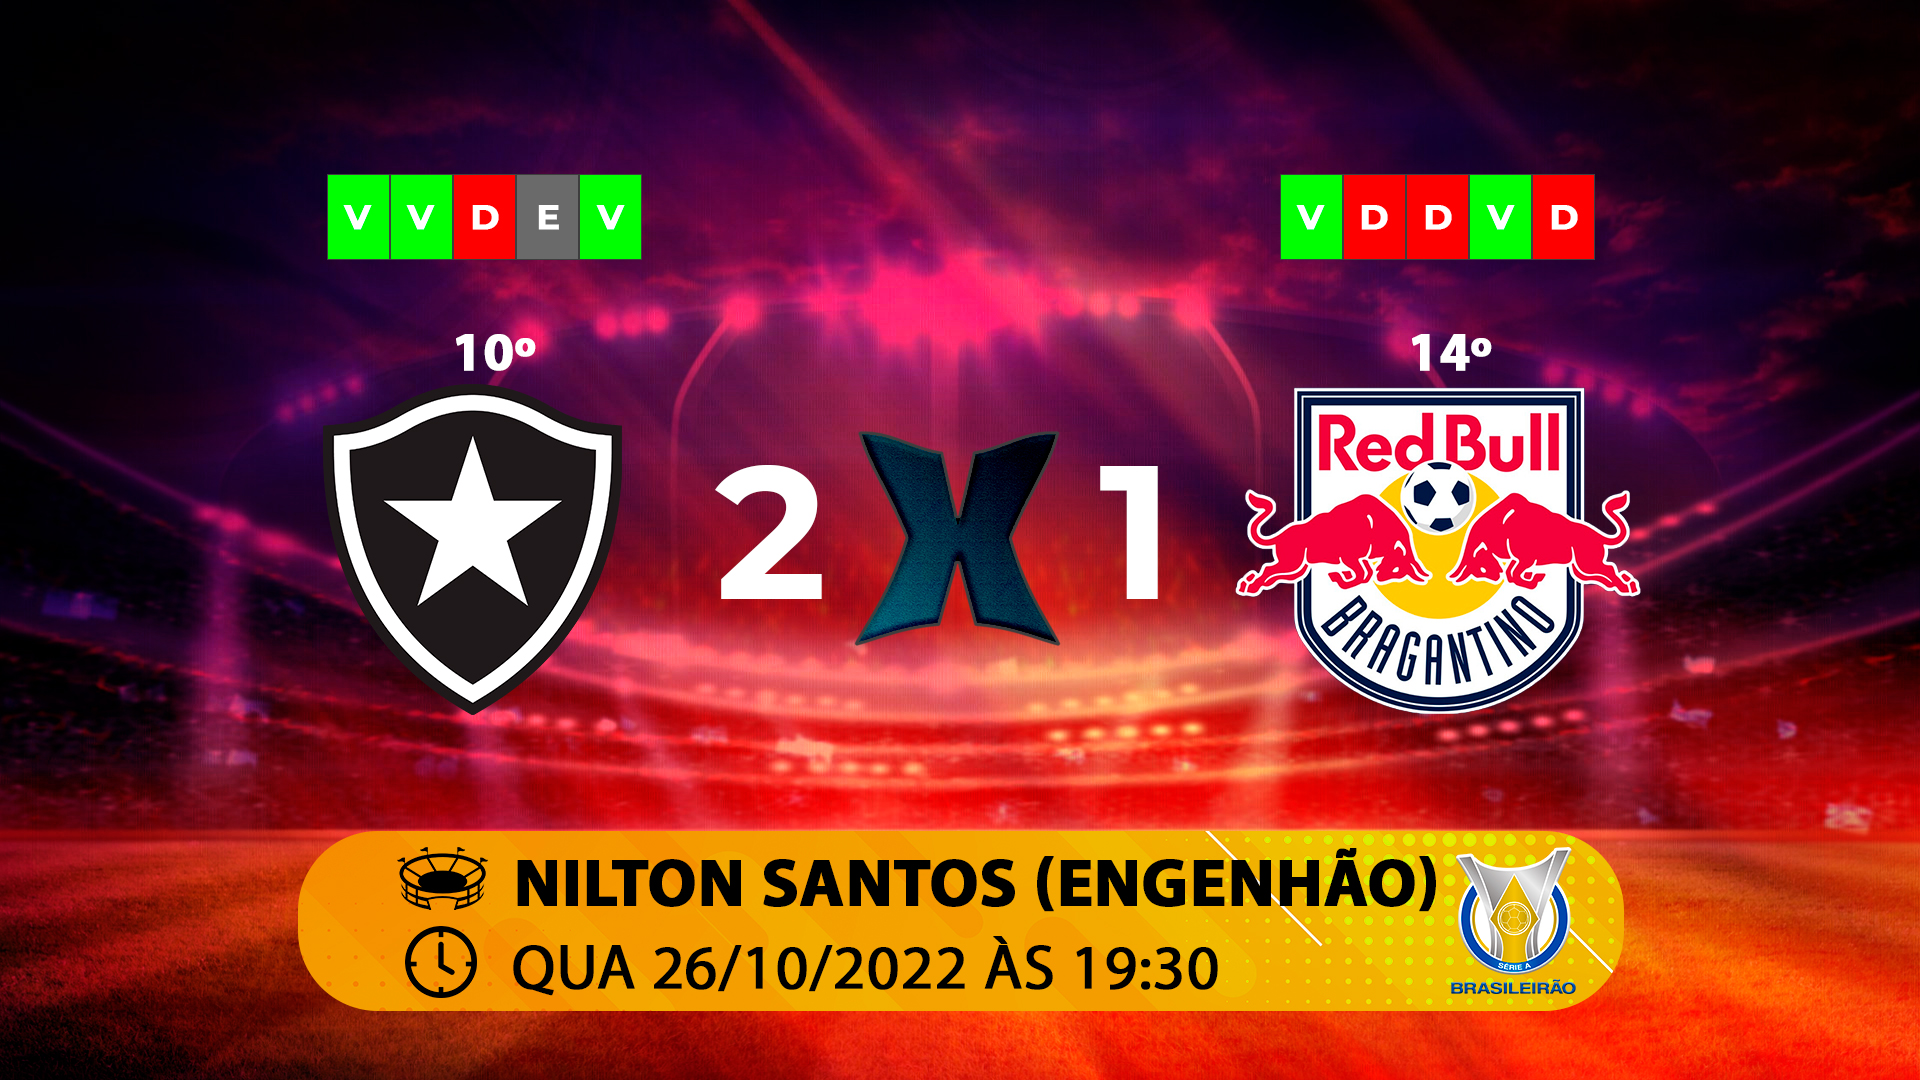 V V D E V
V D D V D
10º
14º
2 X 1
Red Bull
BRAGANTINO
NILTON SANTOS (ENGENHÃO)
QUA 26/10/2022 ÀS 19:30
SÉRIE A
BRASILEIRÃO